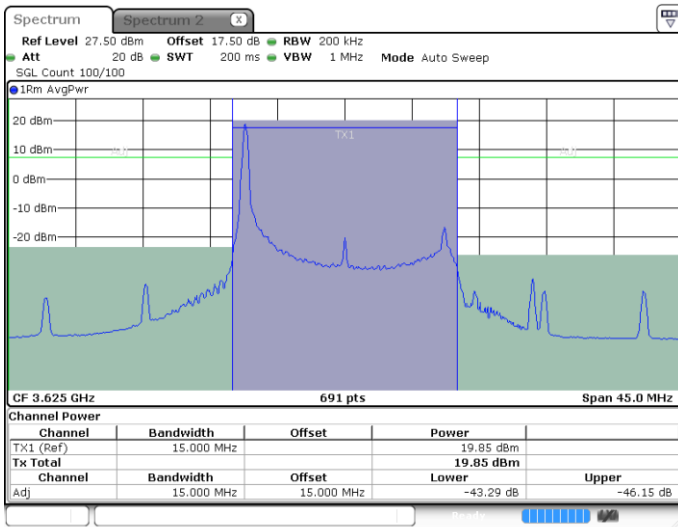 Spectrum Spectrum 2 X
Ref Level 27.50 dBm Offset 17.50 dB RBW 200 kHz
Att 20 dB SWT 200 ms VBW 1 MHz Mode Auto Sweep
SGL Count 100/100
1Rm AvgPwr
20 dBm
TX1
10 dBm
Adj Adj
0 dBm
-10 dBm
-20 dBm
CF 3.625 GHz 691 pts Span 45.0 MHz
Channel Power
Channel Bandwidth Offset Power
TX1 (Ref) 15.000 MHz 19.85 dBm
Tx Total 19.85 dBm
Channel Bandwidth Offset Lower Upper
Adj 15.000 MHz 15.000 MHz -43.29 dB -46.15 dB
Ready